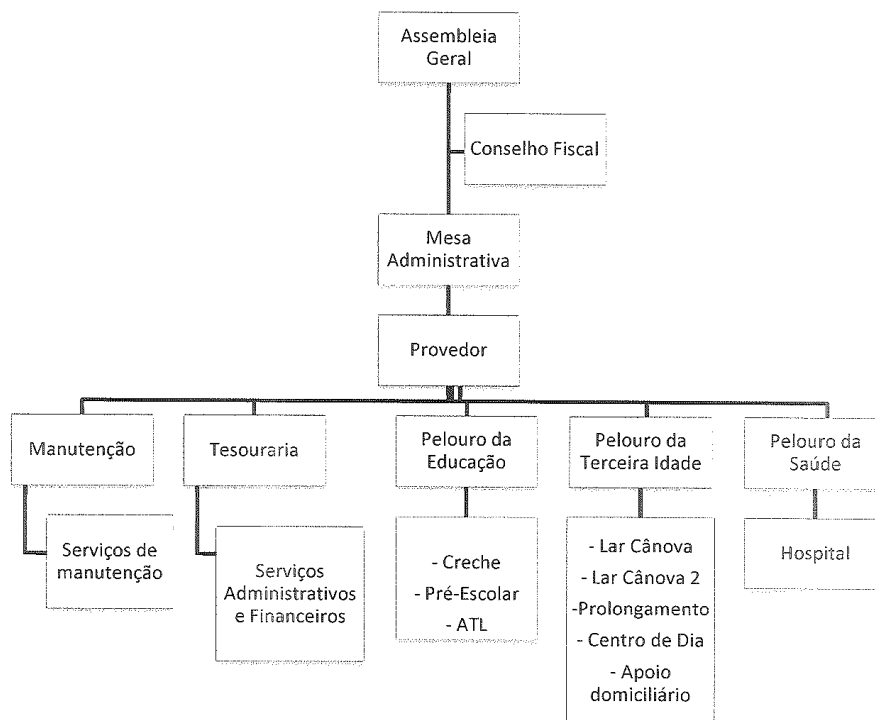 Assembleia
Geral
Conselho Fiscal
Mesa
Administrativa
Provedor
Manutenção
Tesouraria
Pelouro da
Educação
Pelouro da
Terceira Idade
Pelouro da
Saúde
Serviços de
manutenção
Serviços
Administrativos
e Financeiros
- Creche
- Pré-Escolar
- ATL
- Lar Cânova
- Lar Cânova 2
-Prolongamento
- Centro de Dia
- Apoio
domiciliário
Hospital